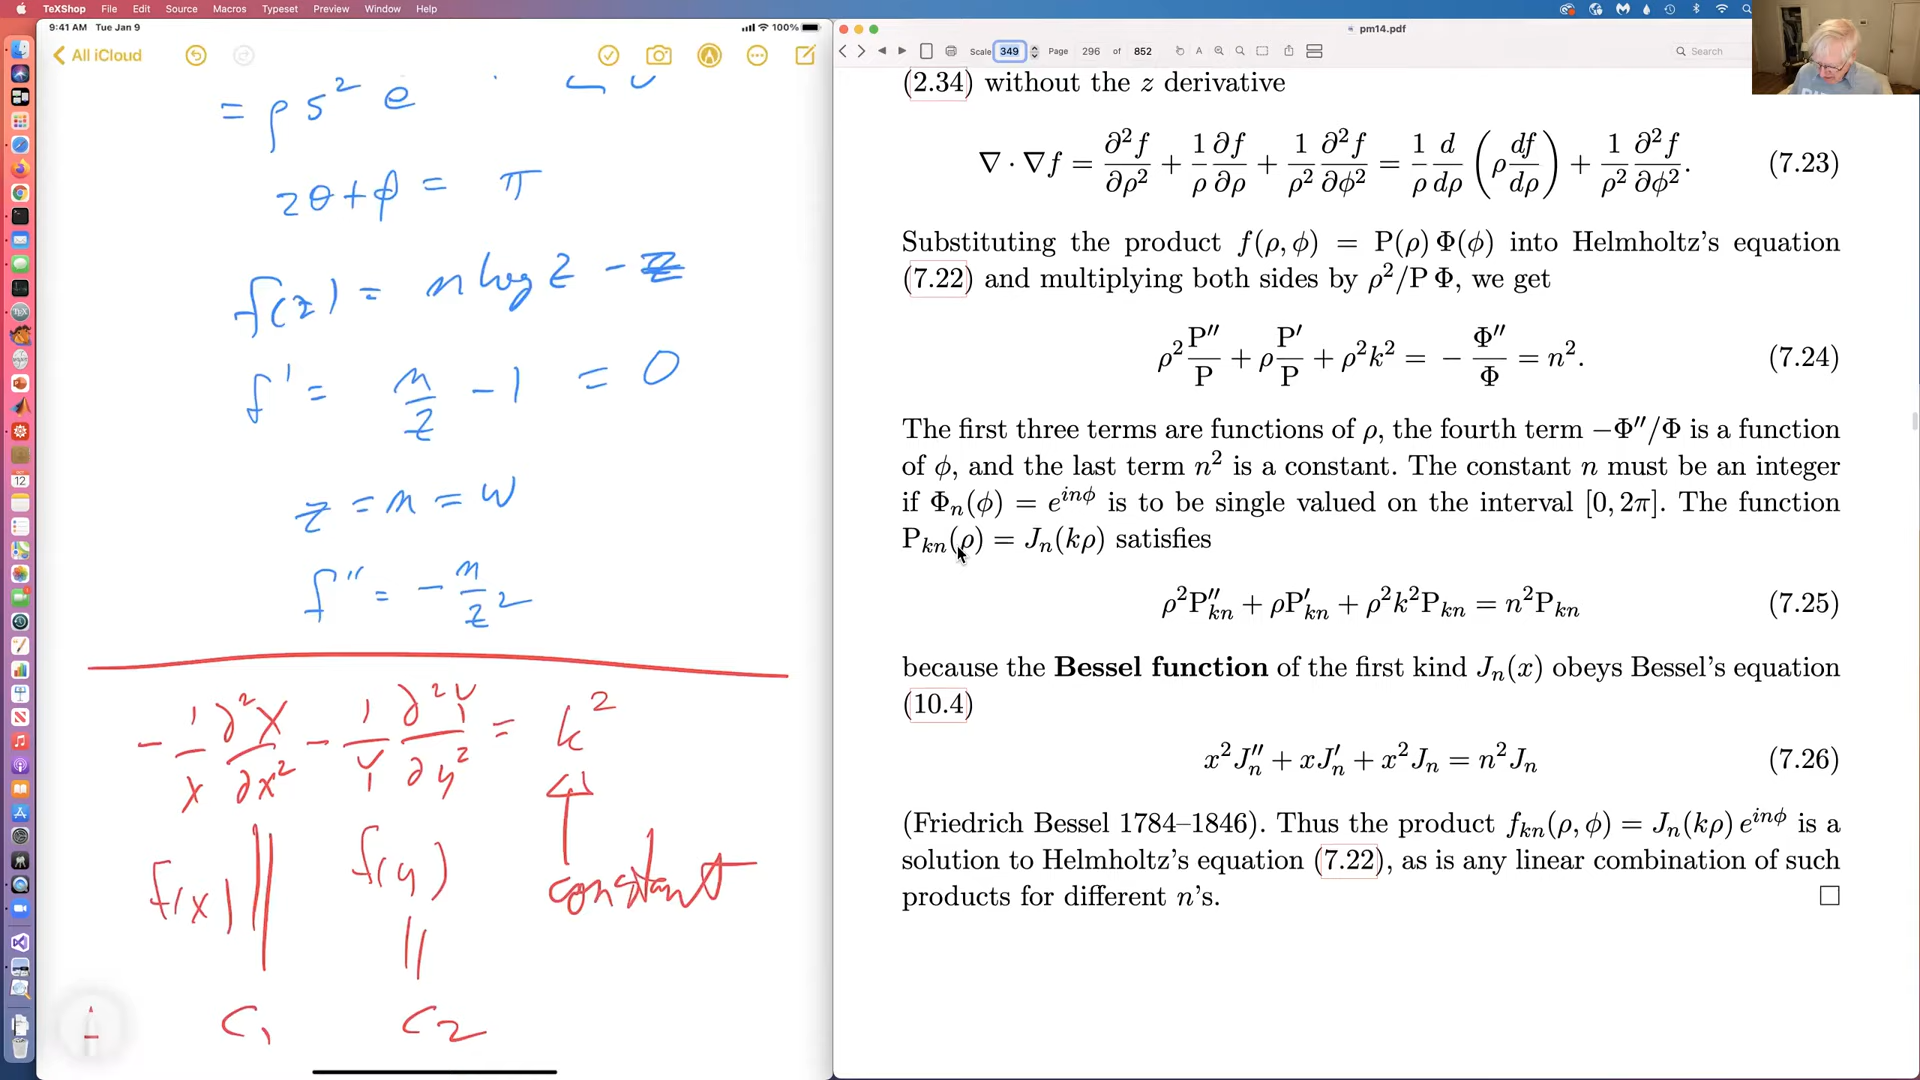 TeXShop File Edit Source Macros Typeset Preview Window Help
9:41 AM Tue Jan 9 100%
All iCloud
= ρ s² e
2θ + φ = π
f(z) = n log z - z
f' = n/z - 1 = 0
z = n = w
f'' = - n/z²
- 1/X ∂²X/∂x² - 1/Y ∂²Y/∂y² = k²
f(x) f(y) constant
|| ||
c₁ c₂
pm14.pdf
Scale 349 Page 296 of 852 Search
(2.34) without the z derivative
∇ · ∇f = ∂²f/∂ρ² + 1/ρ ∂f/∂ρ + 1/ρ² ∂²f/∂ϕ² = 1/ρ d/dρ (ρ df/dρ) + 1/ρ² ∂²f/∂ϕ². (7.23)
Substituting the product f(ρ, ϕ) = P(ρ) Φ(ϕ) into Helmholtz's equation
(7.22) and multiplying both sides by ρ²/P Φ, we get
ρ² P″/P + ρ P′/P + ρ²k² = − Φ″/Φ = n². (7.24)
The first three terms are functions of ρ, the fourth term −Φ″/Φ is a function
of ϕ, and the last term n² is a constant. The constant n must be an integer
if Φₙ(ϕ) = e^{inϕ} is to be single valued on the interval [0, 2π]. The function
P_{kn}(ρ) = Jₙ(kρ) satisfies
ρ²P″_{kn} + ρP′_{kn} + ρ²k²P_{kn} = n²P_{kn} (7.25)
because the Bessel function of the first kind Jₙ(x) obeys Bessel's equation
(10.4)
x²J″ₙ + xJ′ₙ + x²Jₙ = n²Jₙ (7.26)
(Friedrich Bessel 1784–1846). Thus the product f_{kn}(ρ, ϕ) = Jₙ(kρ) e^{inϕ} is a
solution to Helmholtz's equation (7.22), as is any linear combination of such
products for different n's. □